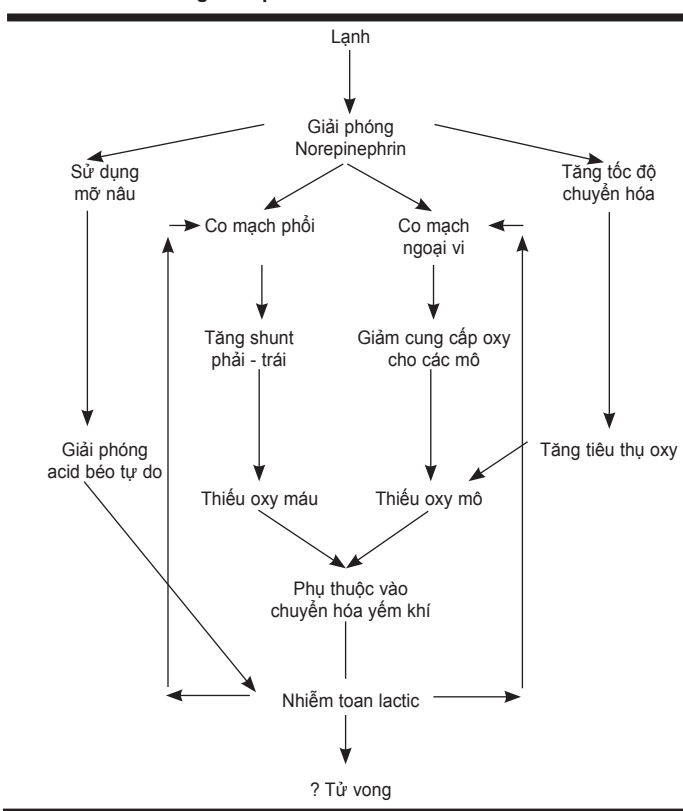 Lạnh
Giải phóng
Norepinephrin
Sử dụng
mỡ nâu
Tăng tốc độ
chuyển hóa
Co mạch phổi
Co mạch
ngoại vi
Tăng shunt
phải - trái
Giảm cung cấp oxy
cho các mô
Giải phóng
acid béo tự do
Tăng tiêu thụ oxy
Thiếu oxy máu
Thiếu oxy mô
Phụ thuộc vào
chuyển hóa yếm khí
Nhiễm toan lactic
? Tử vong